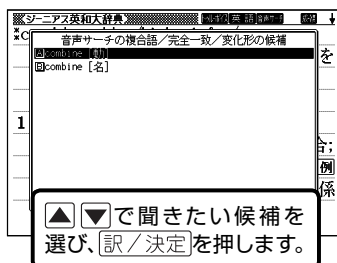 ジーニアス英和大辞典
音声サーチの複合語／完全一致／変化形の候補
を
Acombine [動]
Bcombine [名]
1
合;
例
係
▲▼で聞きたい候補を
選び、訳／決定を押します。